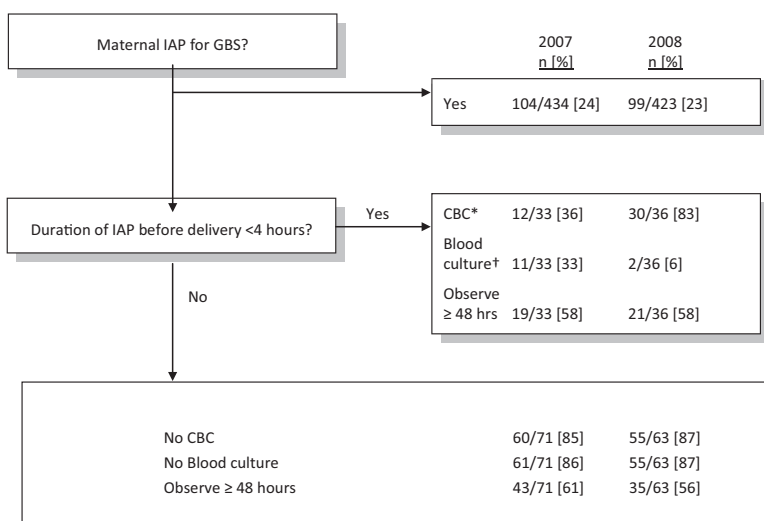 Maternal IAP for GBS?
2007 2008
n [%] n [%]
Yes 104/434 [24] 99/423 [23]
Duration of IAP before delivery <4 hours?
Yes
CBC* 12/33 [36] 30/36 [83]
Blood
culture† 11/33 [33] 2/36 [6]
Observe
≥ 48 hrs 19/33 [58] 21/36 [58]
No
No CBC 60/71 [85] 55/63 [87]
No Blood culture 61/71 [86] 55/63 [87]
Observe ≥ 48 hours 43/71 [61] 35/63 [56]